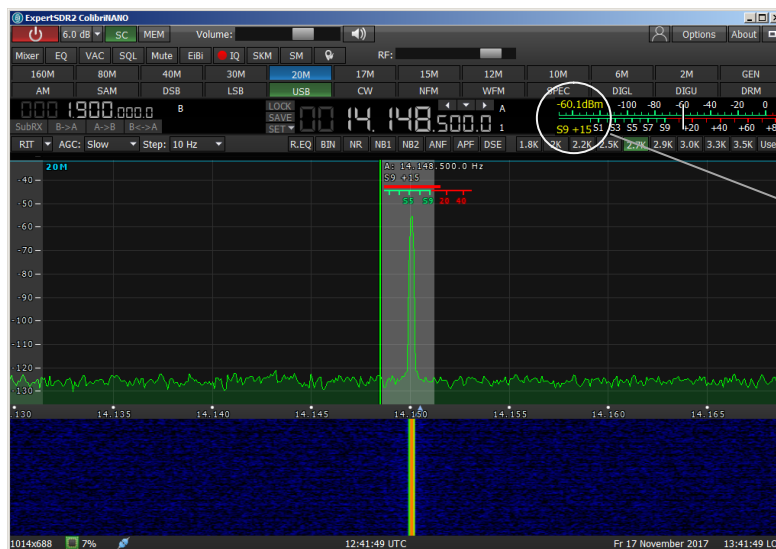 ExpertSDR2 ColibriNANO
6.0 dB SC MEM Volume: Options About
Mixer EQ VAC SQL Mute EiBi IQ SKM SM RF:
160M 80M 40M 30M 20M 17M 15M 12M 10M 6M 2M GEN
AM SAM DSB LSB USB CW NFM WFM SPEC DIGL DIGU DRM
000 1.900.000.0 B LOCK SAVE SET 00 14.148.500.0 A 1 -60.1dBm -100 -80 -60 -40 -20 0
SubRX B->A A->B B<->A S9 +15 S1 S3 S5 S7 S9 +20 +40 +60
RIT AGC: Slow Step: 10 Hz R.EQ BIN NR NB1 NB2 ANF APF DSE 1.8K 2K 2.2K 2.5K 2.7K 2.9K 3.0K 3.3K 3.5K Use
20M A: 14.148.500.0 Hz
-40 S9 +15
-50 S5 S9 20 40
-60
-70
-80
-90
-100
-110
-120
-130
.130 14.135 14.140 14.145 14.150 14.155 14.160 14.165
1014x688 7% 12:41:49 UTC Fr 17 November 2017 13:41:49 LO